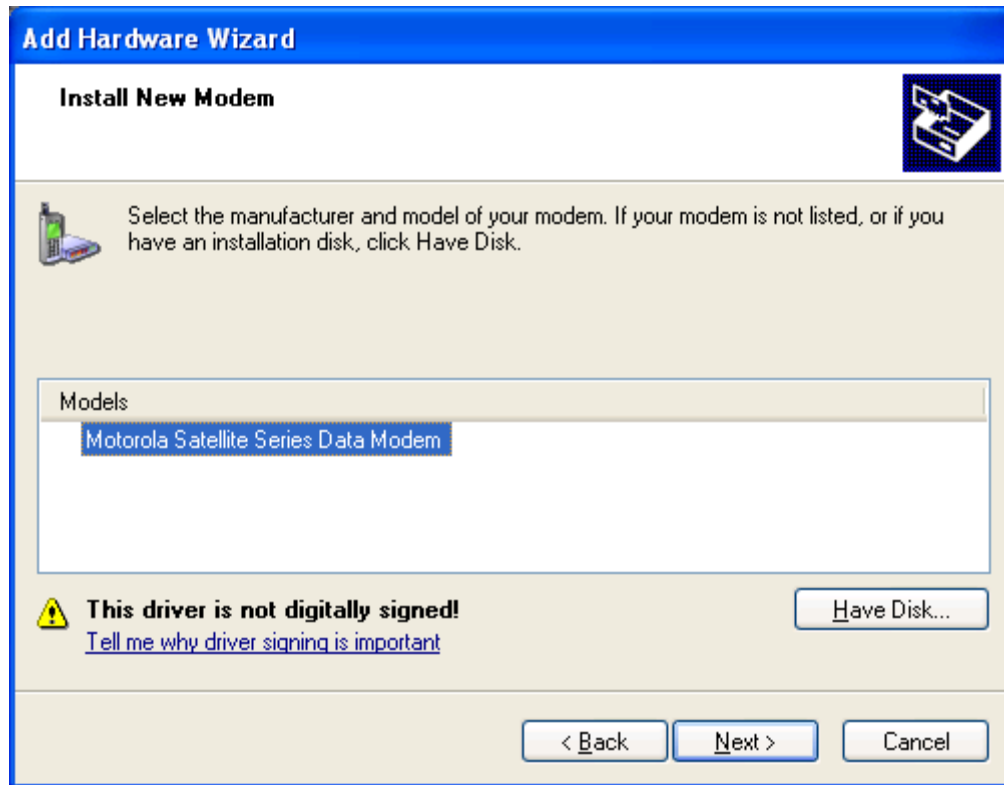 Add Hardware Wizard
Install New Modem
Select the manufacturer and model of your modem. If your modem is not listed, or if you
have an installation disk, click Have Disk.
Models
Motorola Satellite Series Data Modem
This driver is not digitally signed!
Tell me why driver signing is important
Have Disk...
< Back
Next >
Cancel